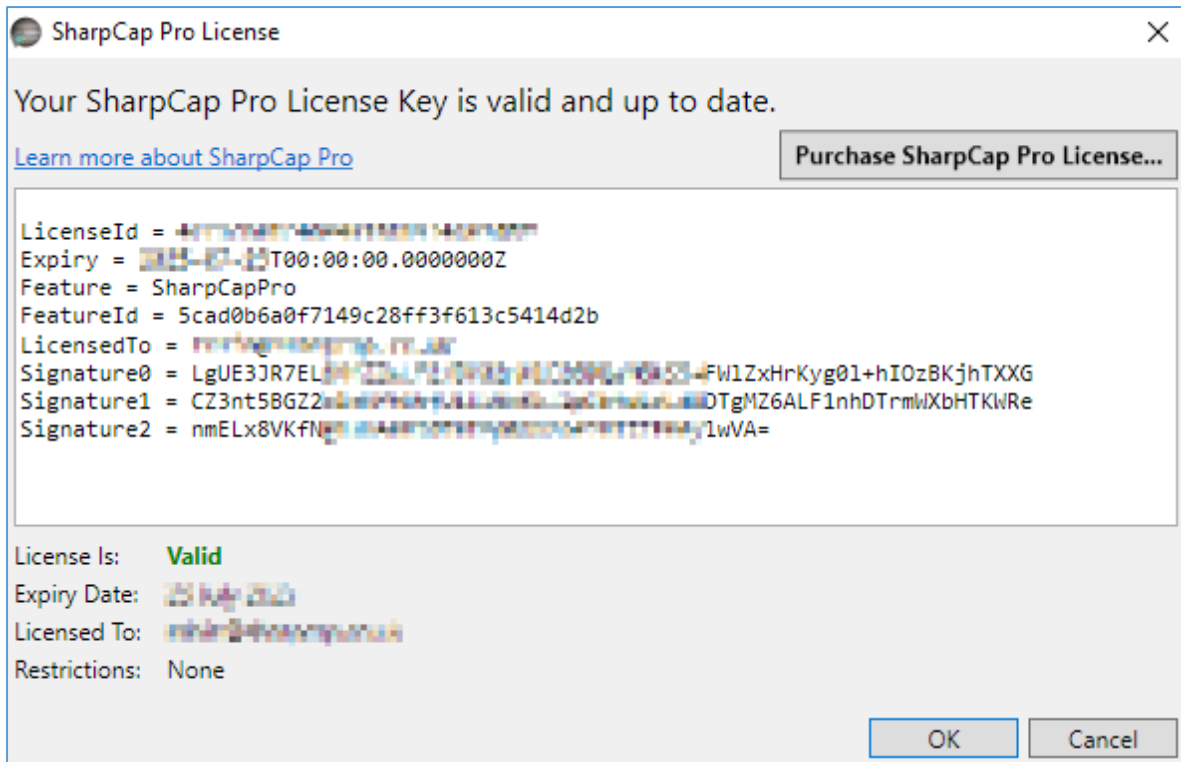 SharpCap Pro License
Your SharpCap Pro License Key is valid and up to date.
Learn more about SharpCap Pro
Purchase SharpCap Pro License...
LicenseId =
Expiry = T00:00:00.0000000Z
Feature = SharpCapPro
FeatureId = 5cad0b6a0f7149c28ff3f613c5414d2b
LicensedTo =
Signature0 = LgUE3JR7EL FWlZxHrKyg0l+hIOzBKjhTXXG
Signature1 = CZ3nt5BGZ2 DTgMZ6ALF1nhDTrmWXbHTKWRe
Signature2 = nmELx8VKfN lwVA=
License Is: Valid
Expiry Date:
Licensed To:
Restrictions: None
OK Cancel